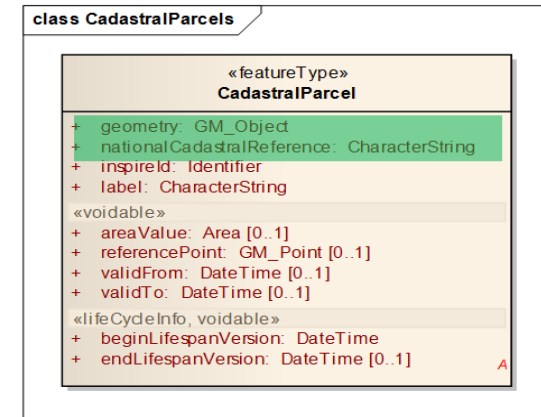 class CadastralParcels
«featureType»
CadastralParcel
+ geometry: GM_Object
+ nationalCadastralReference: CharacterString
+ inspireId: Identifier
+ label: CharacterString
«voidable»
+ areaValue: Area [0..1]
+ referencePoint: GM_Point [0..1]
+ validFrom: DateTime [0..1]
+ validTo: DateTime [0..1]
«lifeCycleInfo, voidable»
+ beginLifespanVersion: DateTime
+ endLifespanVersion: DateTime [0..1]
A